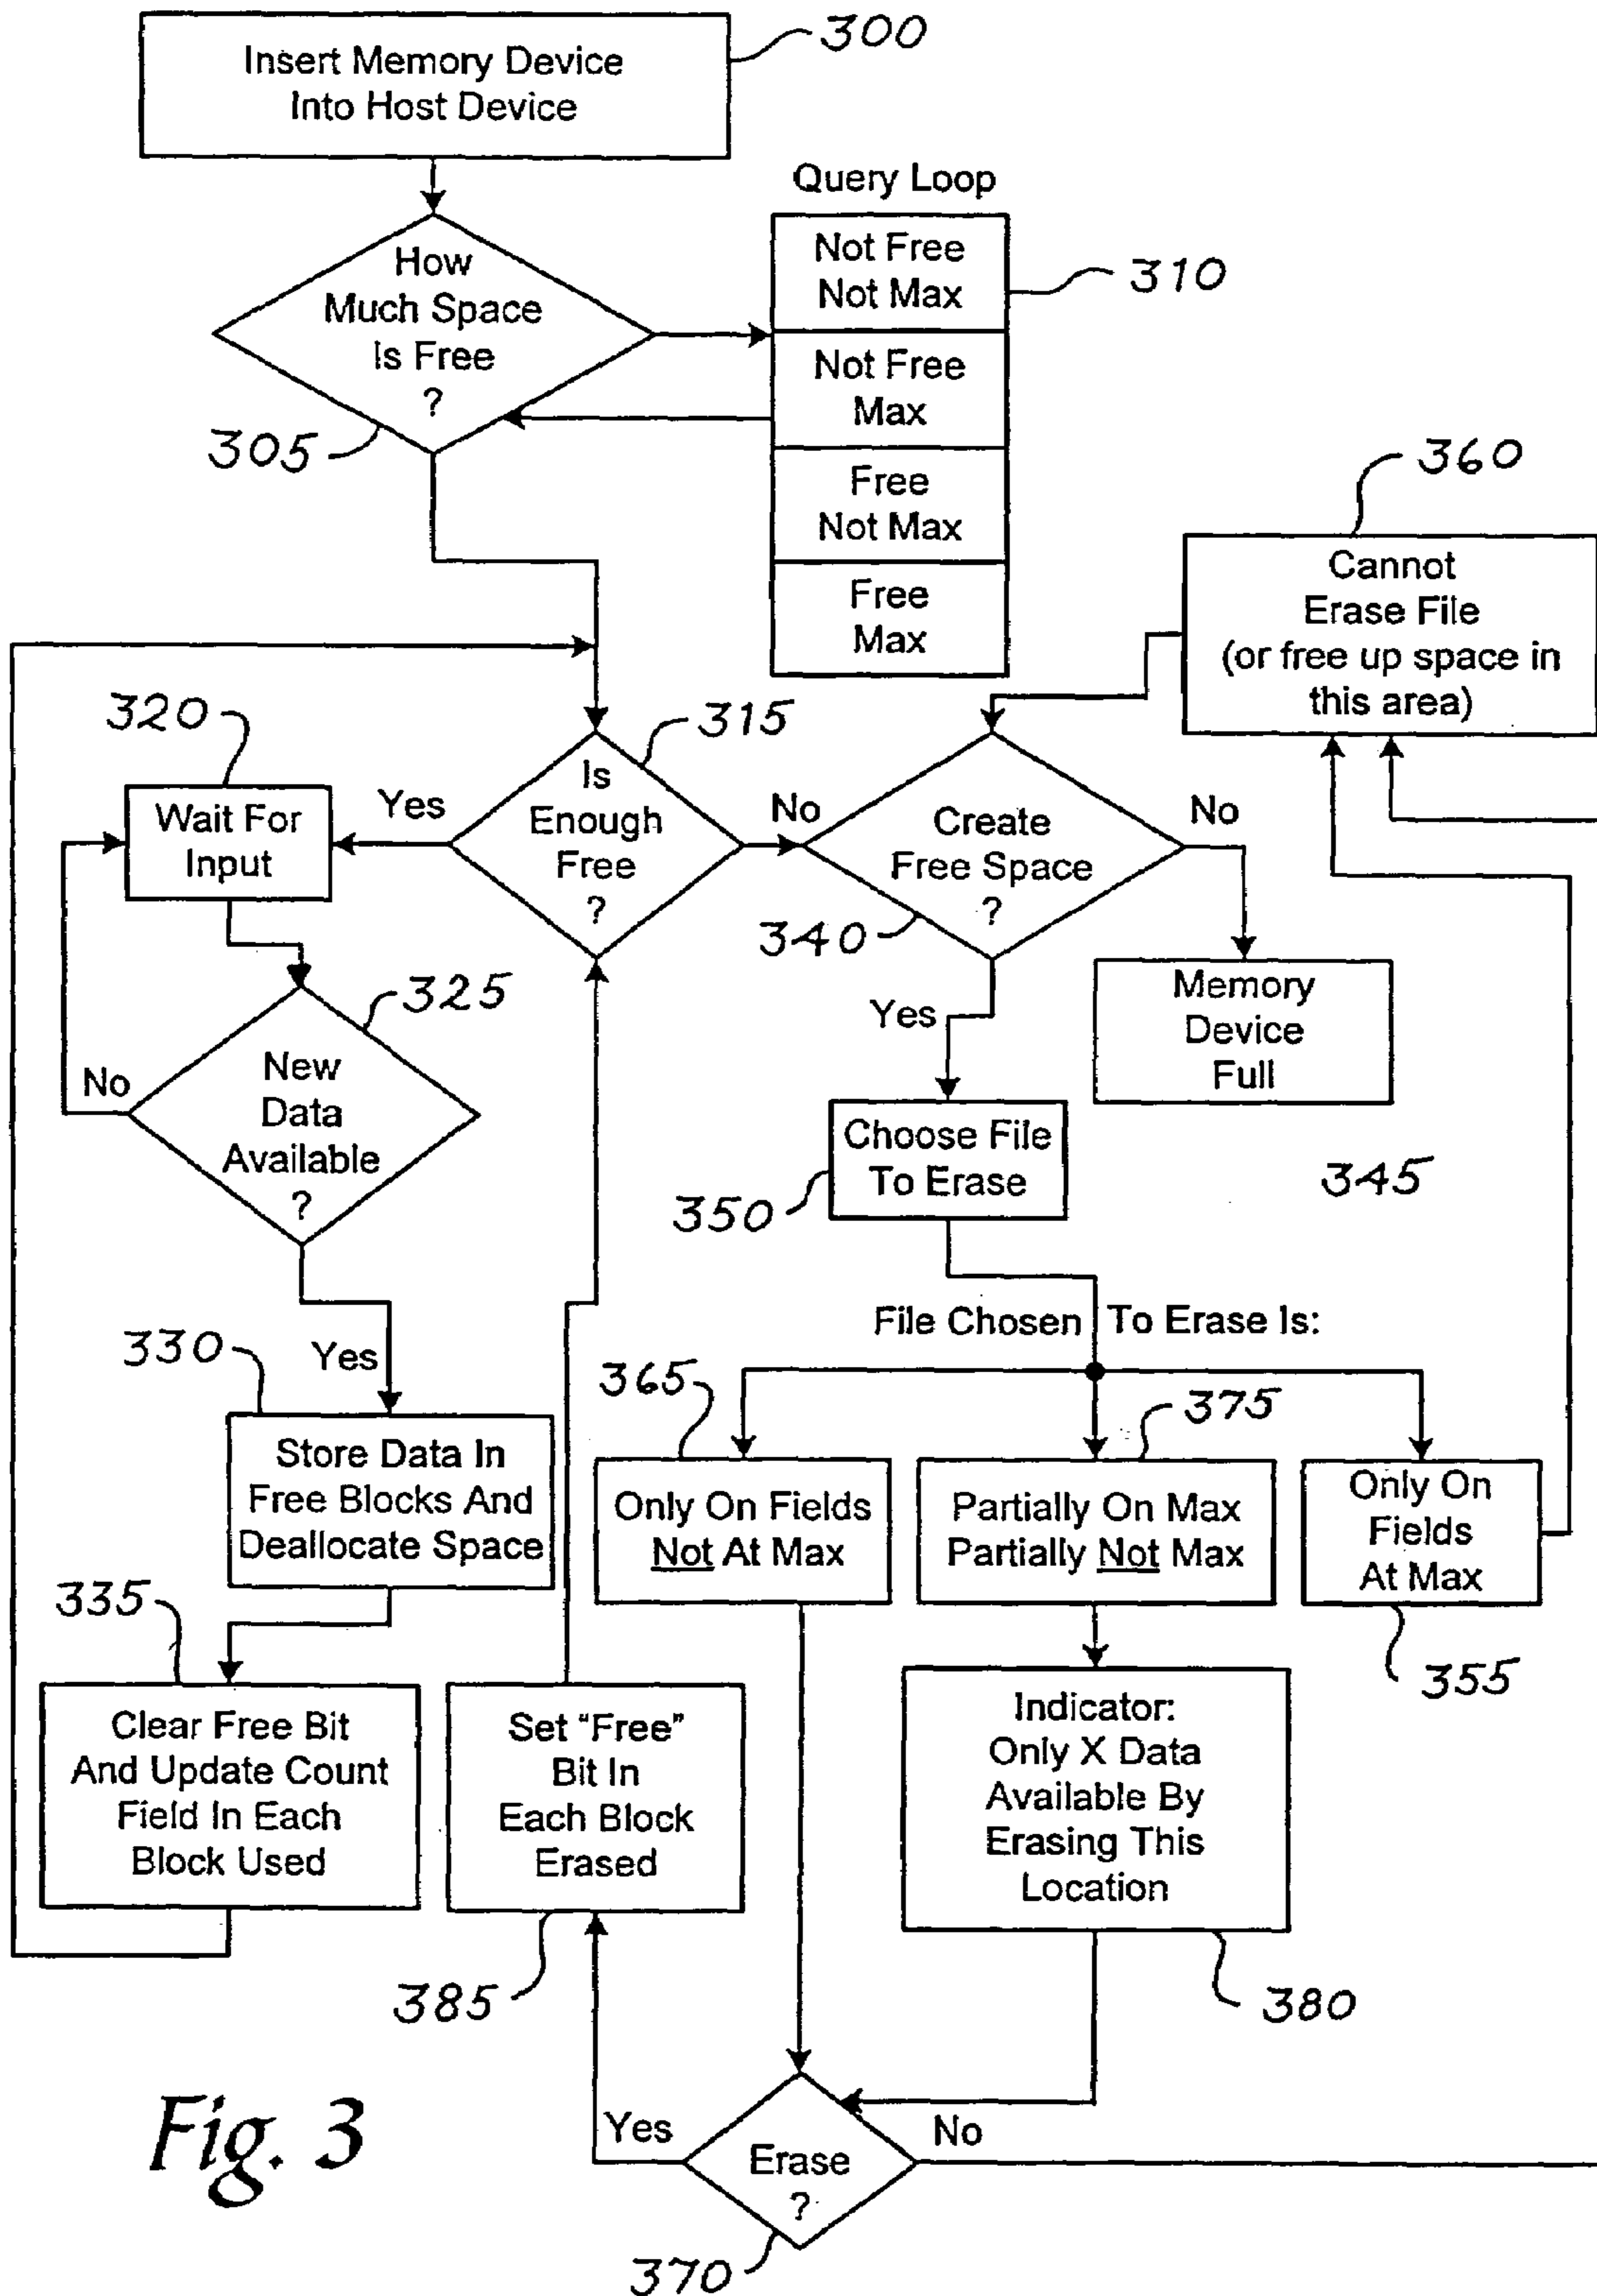 300
Insert Memory Device
Into Host Device
Query Loop
How
Much Space
Is Free
?
305
Not Free
Not Max
310
Not Free
Max
Free
Not Max
Free
Max
360
Cannot
Erase File
(or free up space in
this area)
320
Wait For
Input
Yes
315
Is
Enough
Free
?
No
Create
Free Space
?
340
No
Yes
Memory
Device
Full
345
325
New
Data
Available
?
No
Yes
Choose File
To Erase
350
File Chosen To Erase Is:
330
Store Data In
Free Blocks And
Deallocate Space
365
Only On Fields
Not At Max
375
Partially On Max
Partially Not Max
Only On
Fields
At Max
355
335
Clear Free Bit
And Update Count
Field In Each
Block Used
Set "Free"
Bit In
Each Block
Erased
385
Indicator:
Only X Data
Available By
Erasing This
Location
380
Yes
Erase
?
No
370
Fig. 3